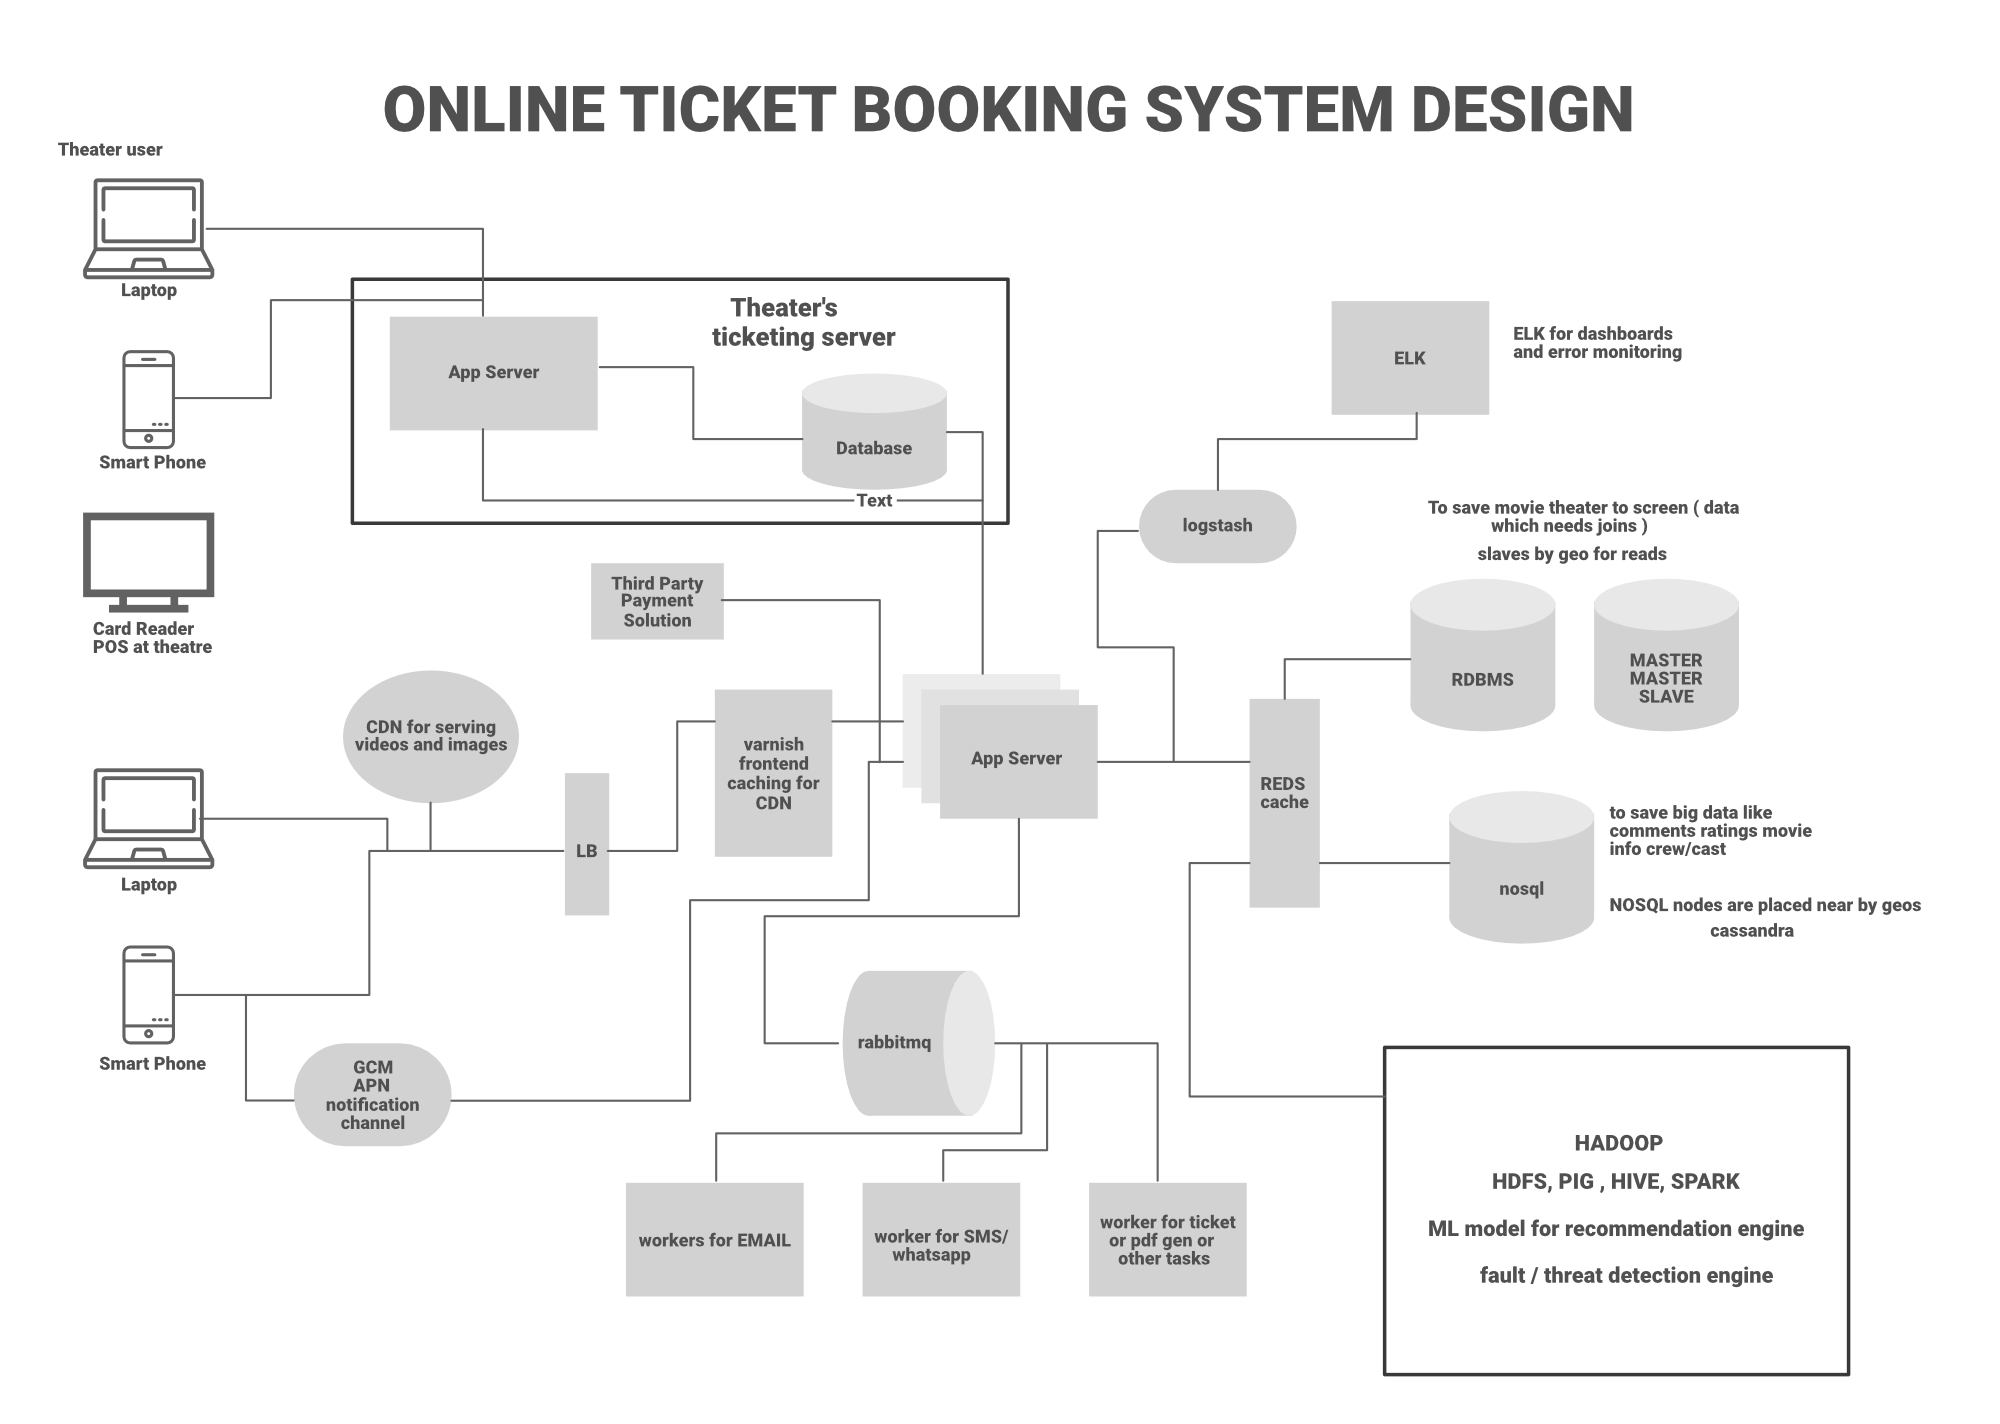 ONLINE TICKET BOOKING SYSTEM DESIGN
Theater user
Laptop
Smart Phone
Card Reader
POS at theatre
Theater's
ticketing server
App Server
Database
Text
ELK
ELK for dashboards
and error monitoring
logstash
To save movie theater to screen ( data
which needs joins )
slaves by geo for reads
RDBMS
MASTER
MASTER
SLAVE
Third Party
Payment
Solution
CDN for serving
videos and images
LB
varnish
frontend
caching for
CDN
App Server
REDS
cache
nosql
to save big data like
comments ratings movie
info crew/cast
NOSQL nodes are placed near by geos
cassandra
Laptop
Smart Phone
GCM
APN
notification
channel
rabbitmq
workers for EMAIL
worker for SMS/
whatsapp
worker for ticket
or pdf gen or
other tasks
HADOOP
HDFS, PIG , HIVE, SPARK
ML model for recommendation engine
fault / threat detection engine